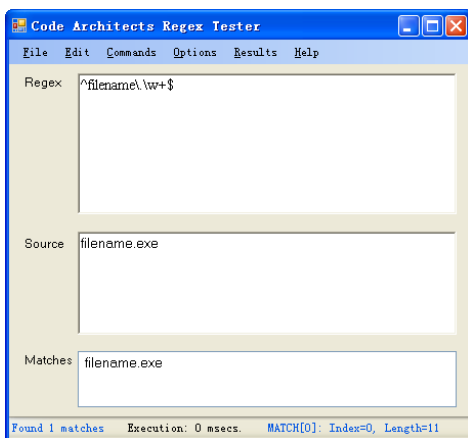 Code Architects Regex Tester
File Edit Commands Options Results Help
Regex
^filename\.\w+$
Source
filename.exe
Matches
filename.exe
Found 1 matches Execution: 0 msecs. MATCH[0]: Index=0, Length=11